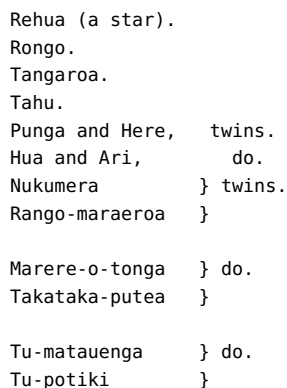 Rehua (a star).
Rongo.
Tangaroa.
Tahu.
Punga and Here, twins.
Hua and Ari, do.
Nukumera } twins.
Rango-maraeroa }
Marere-o-tonga } do.
Takataka-putea }
Tu-matauenga } do.
Tu-potiki }